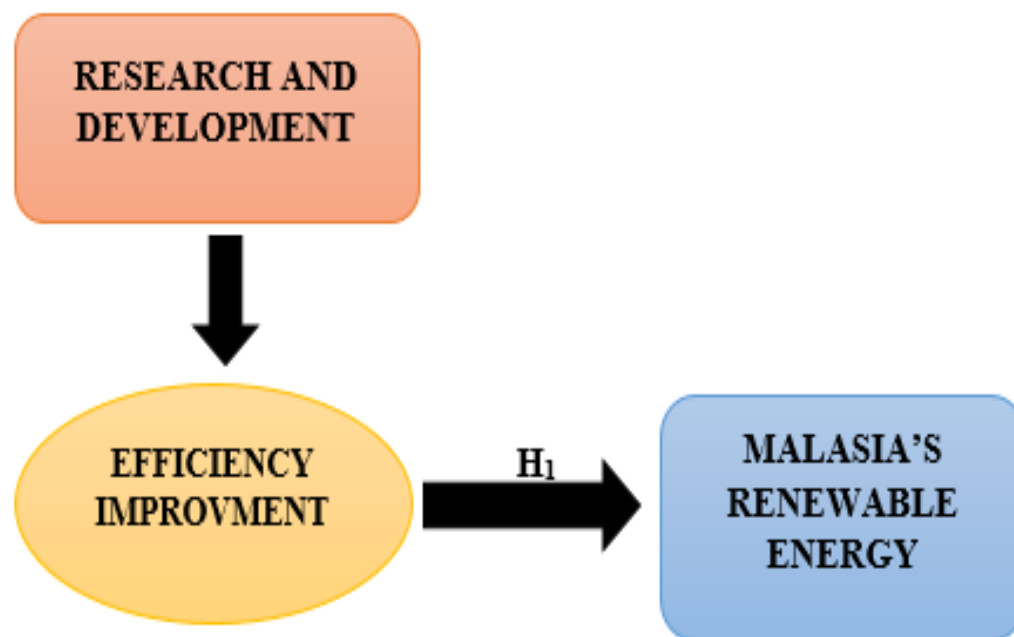 RESEARCH AND
DEVELOPMENT
EFFICIENCY
IMPROVMENT
H₁
MALASIA'S
RENEWABLE
ENERGY